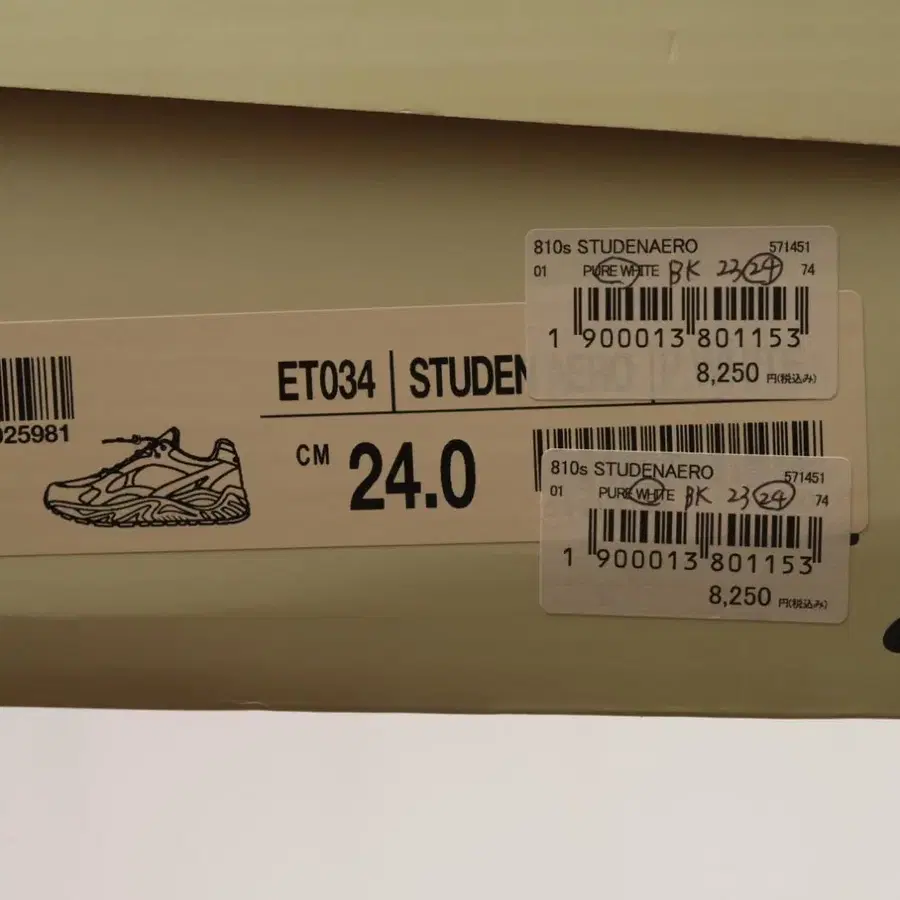 810s STUDENAERO 571451
01 PURE WHITE BK 23 24 74
1 900013 801153
8,250 円(税込み)
ET034 STUDEN AERO
025981
CM 24.0
810s STUDENAERO 571451
01 PURE WHITE BK 23 24 74
1 900013 801153
8,250 円(税込み)